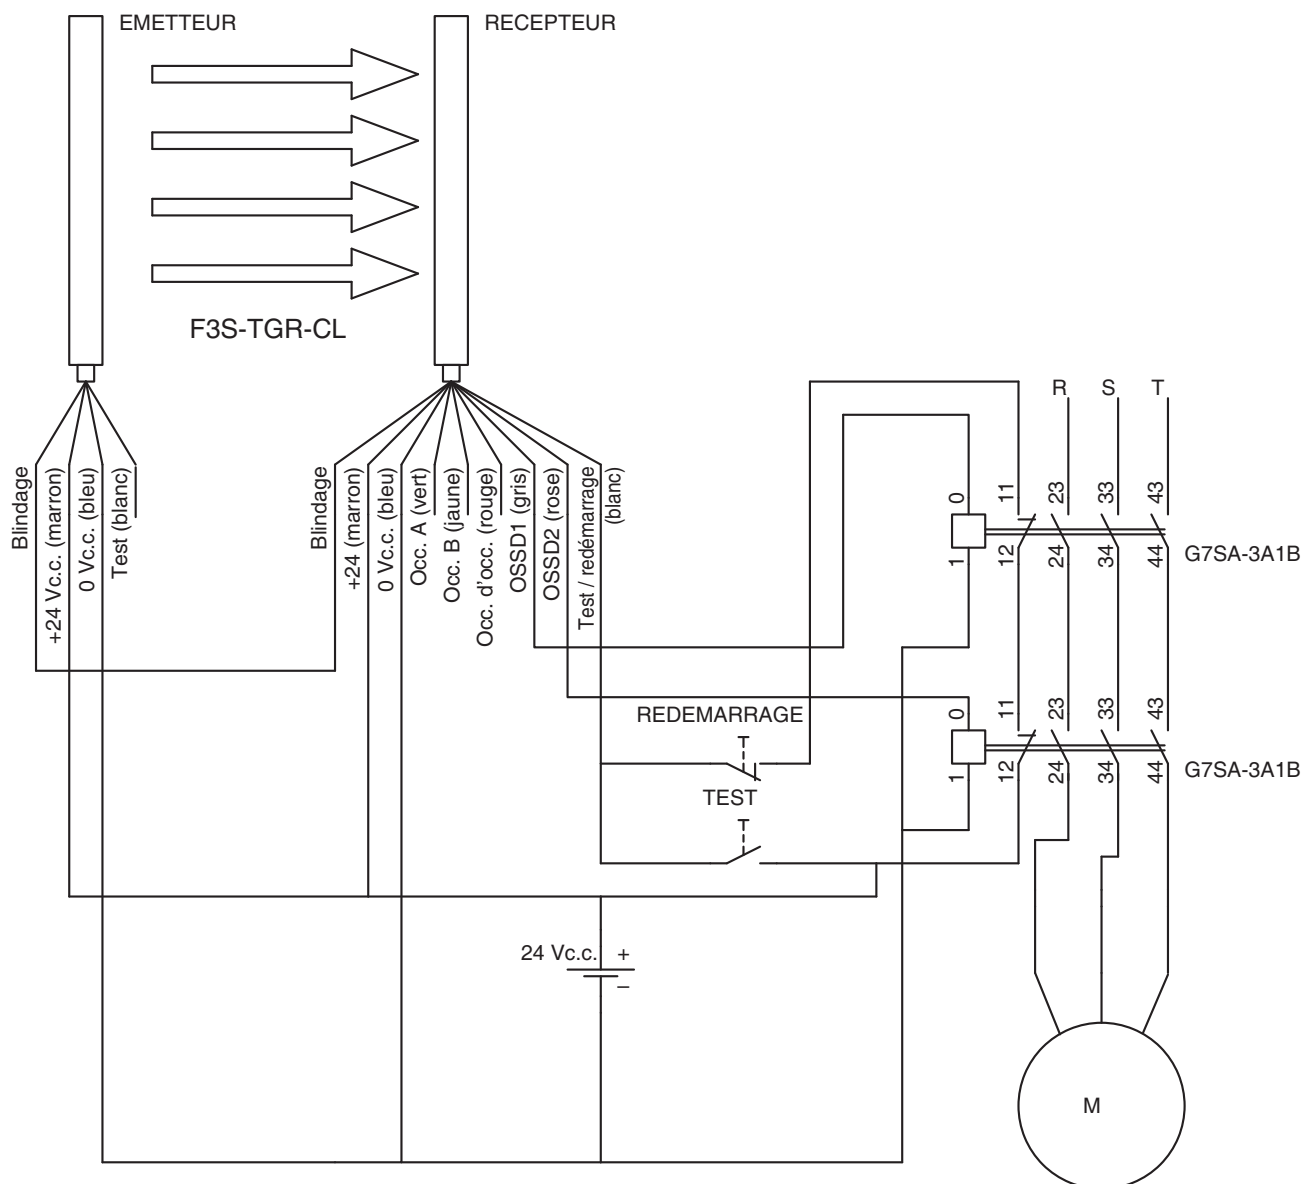 EMETTEUR
RECEPTEUR
F3S-TGR-CL
R
S
T
Blindage
+24 Vc.c. (marron)
0 Vc.c. (bleu)
Test (blanc)
Blindage
+24 (marron)
0 Vc.c. (bleu)
Occ. A (vert)
Occ. B (jaune)
Occ. d'occ. (rouge)
OSSD1 (gris)
OSSD2 (rose)
Test / redémarrage
(blanc)
0
11
23
33
43
1
12
24
34
44
G7SA-3A1B
REDEMARRAGE
0
11
23
33
43
1
12
24
34
44
G7SA-3A1B
TEST
24 Vc.c.
+
–
M